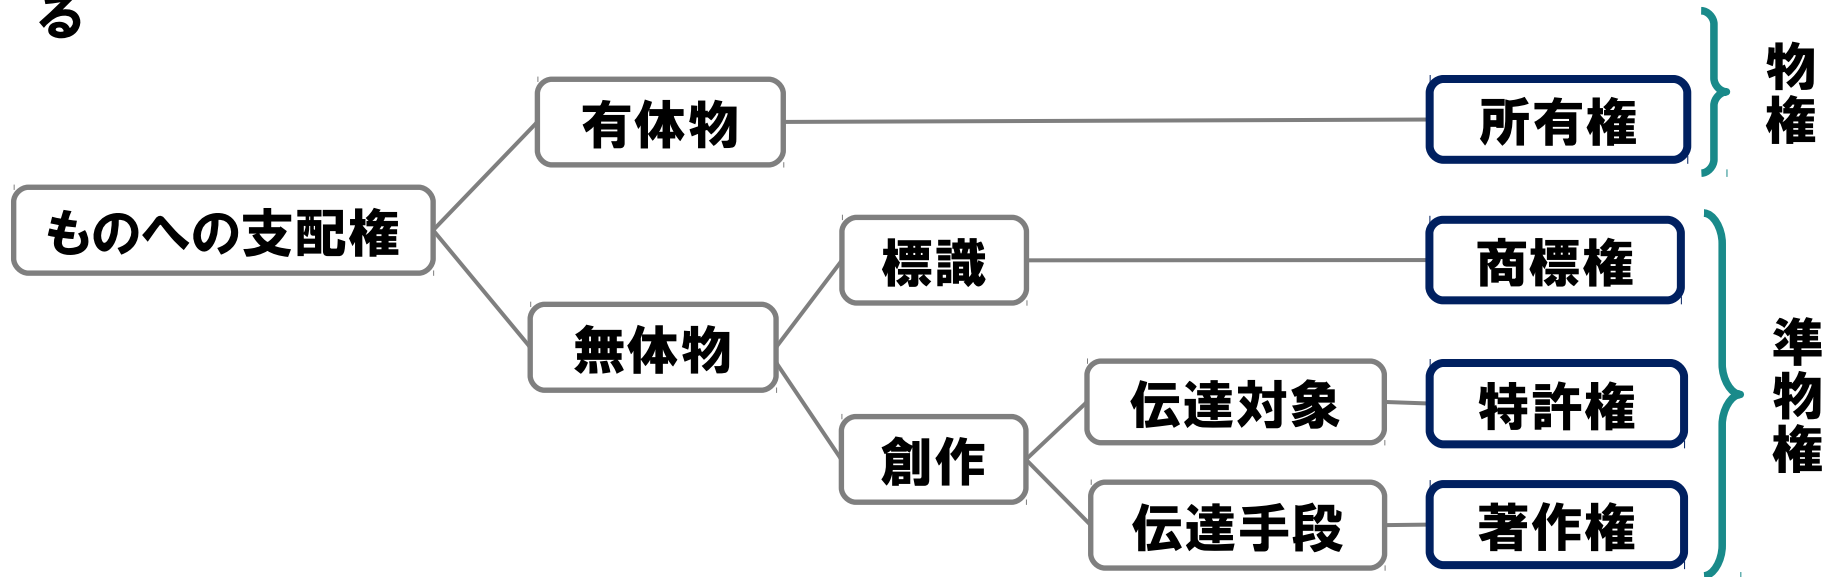 る
ものへの支配権
有体物
所有権
物権
無体物
標識
商標権
創作
伝達対象
特許権
伝達手段
著作権
準物権